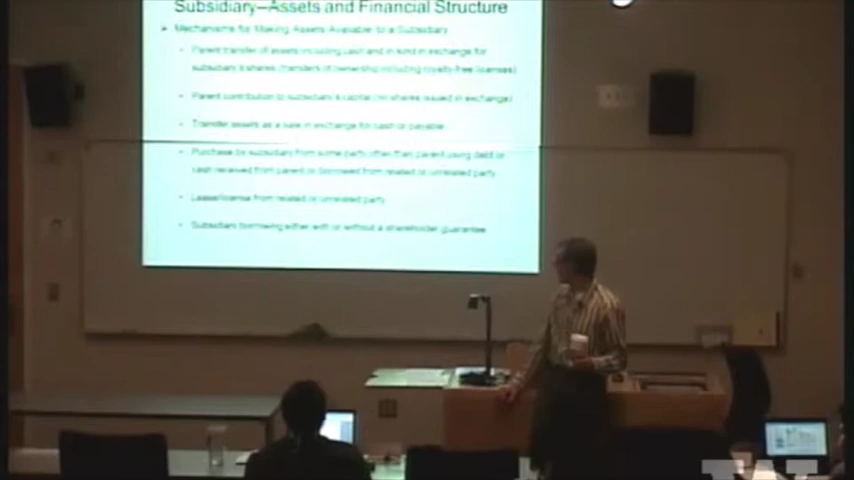 Subsidiary–Assets and Financial Structure
Mechanisms for Making Assets Available to a Subsidiary
Parent transfer of assets including cash and in kind in exchange for
subsidiary's shares (transfers of ownership including royalty-free licenses)
Parent contribution to subsidiary's capital (no shares issued in exchange)
Transfer assets as a sale in exchange for cash or payable
Purchase by subsidiary from some party other than parent using debt or
cash received from parent or borrowed from related or unrelated party
Lease/license from related or unrelated party
Subsidiary borrowing either with or without a shareholder guarantee